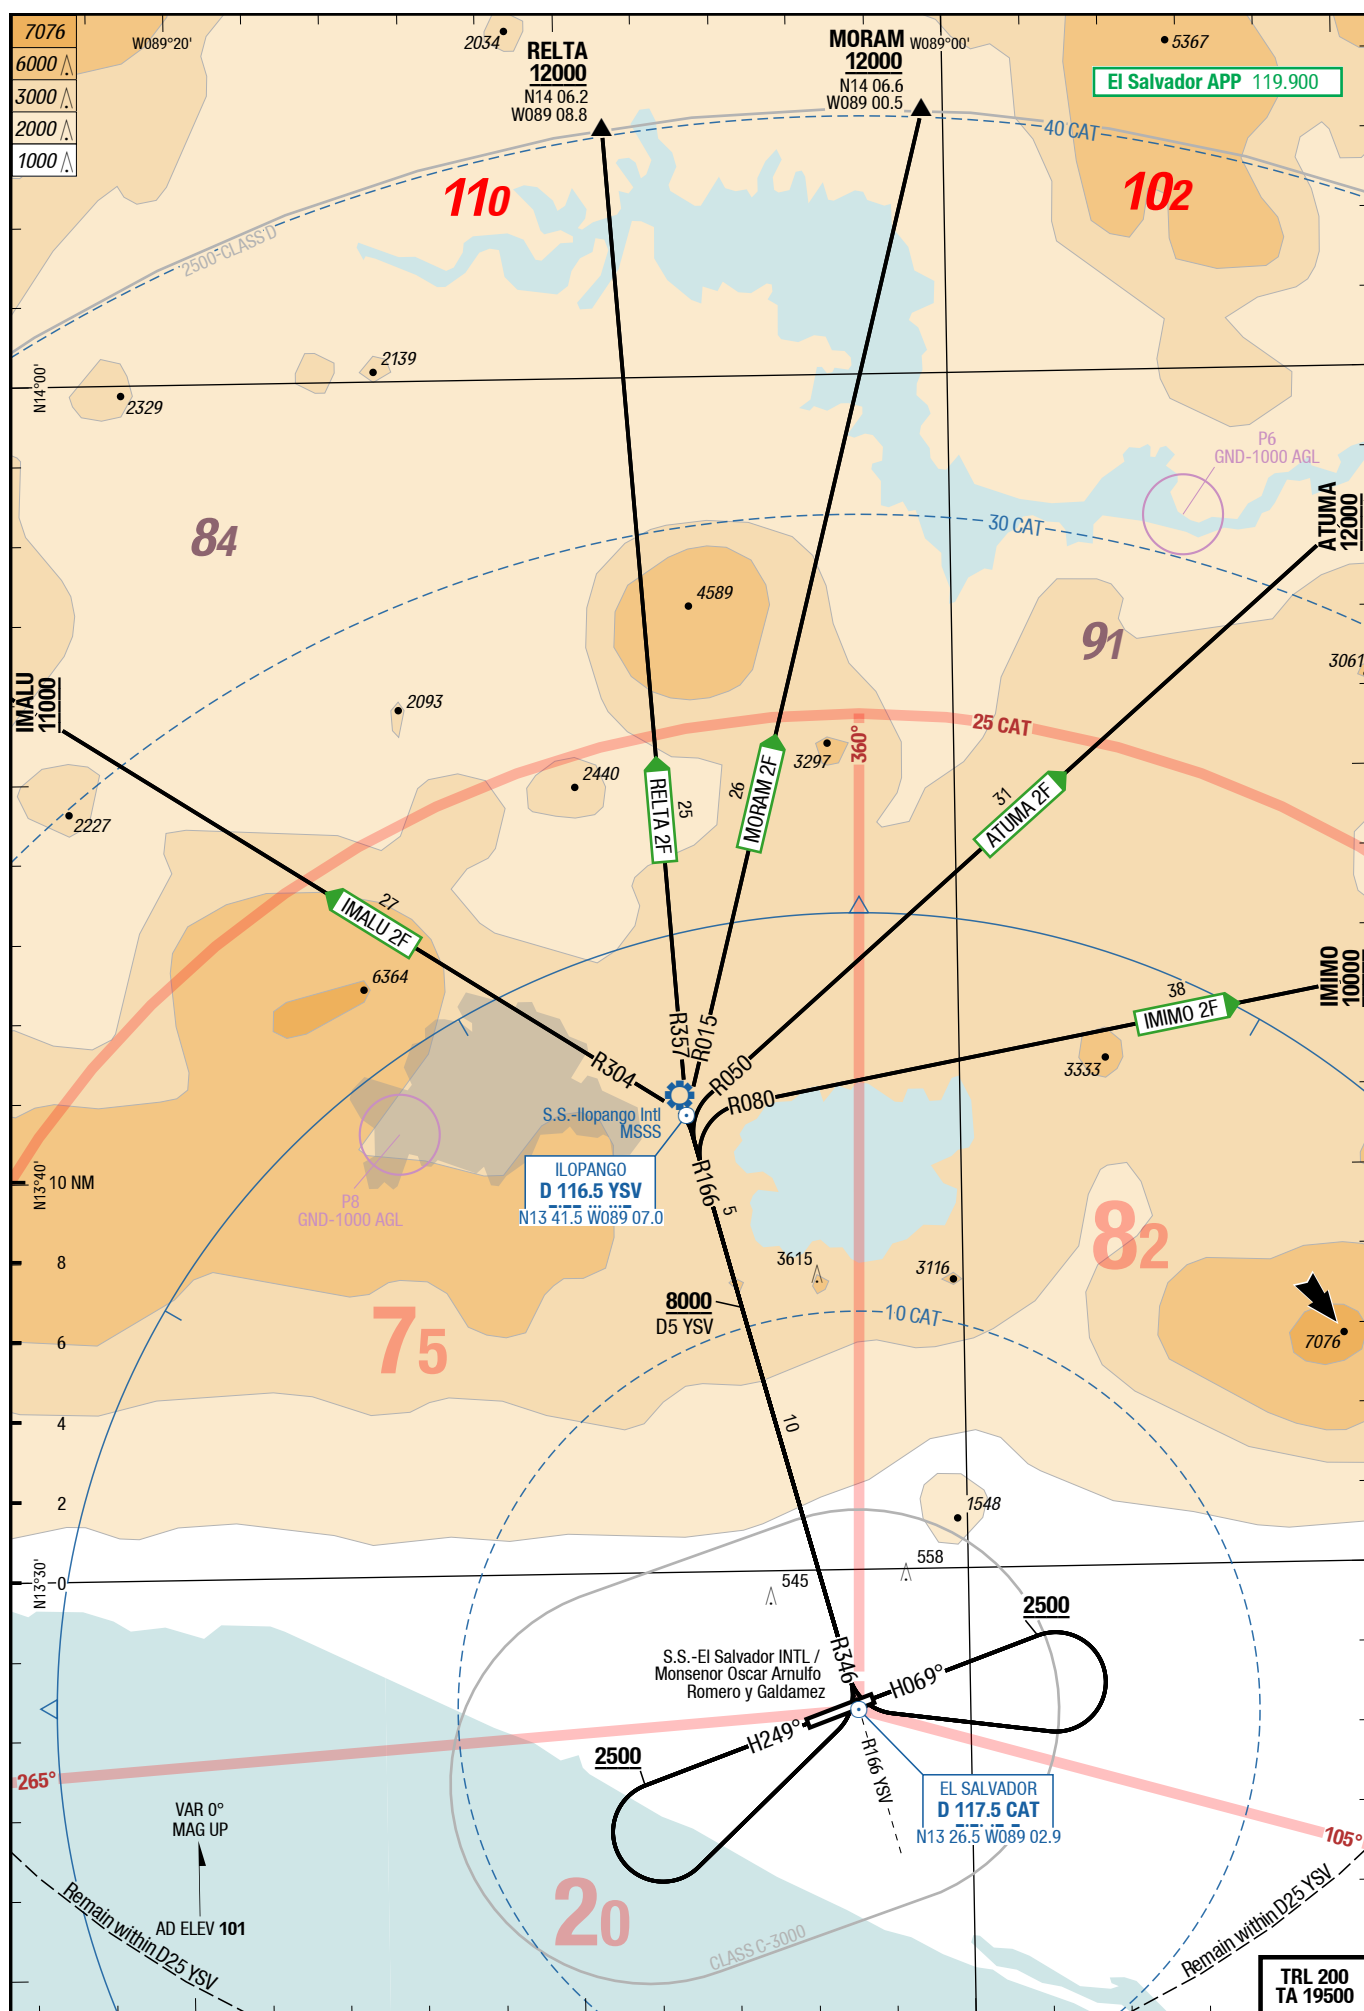 7076
6000
3000
2000
1000
W089°20'
2034
RELTA
12000
N14 06.2
W089 08.8
MORAM
12000
N14 06.6
W089 00.5
W089°00'
5367
El Salvador APP 119.900
40 CAT
110
102
2500-CLASS D
N14°00'
2139
2329
P6
GND-1000 AGL
ATUMA
12000
30 CAT
84
4589
91
3061
IMALU
11000
2093
25 CAT
360°
3297
2440
2227
RELTA 2F
25
26
MORAM 2F
31
ATUMA 2F
27
IMALU 2F
6364
IMIMO
10000
38
IMIMO 2F
R357
R015
R304
R050
R080
3333
S.S.-Ilopango Intl
MSSS
ILOPANGO
D 116.5 YSV
N13 41.5 W089 07.0
N13°40'
10 NM
P8
GND-1000 AGL
R166
5
82
3615
3116
8
8000
D5 YSV
10 CAT
75
6
7076
4
10
2
1548
558
545
N13°30'
0
2500
R346
S.S.-El Salvador INTL /
Monsenor Oscar Arnulfo
Romero y Galdamez
H069°
H249°
2500
R166 YSV
265°
EL SALVADOR
D 117.5 CAT
N13 26.5 W089 02.9
105°
VAR 0°
MAG UP
AD ELEV 101
Remain within D25 YSV
20
CLASS C-3000
Remain within D25 YSV
TRL 200
TA 19500